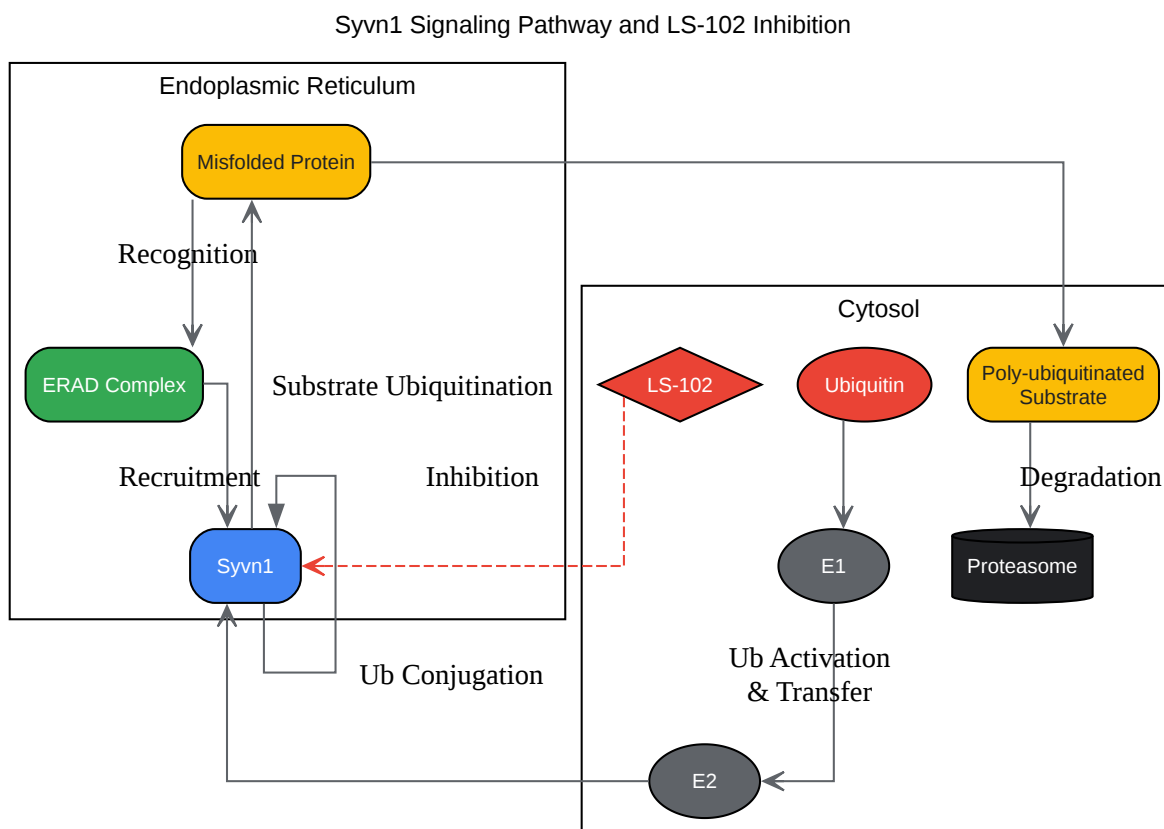 Syvn1 Signaling Pathway and LS-102 Inhibition
Endoplasmic Reticulum
Misfolded Protein
Recognition
Cytosol
ERAD Complex
Substrate Ubiquitination
LS-102
Ubiquitin
Poly-ubiquitinated
Substrate
Recruitment
Inhibition
Degradation
Syvn1
E1
Proteasome
Ub Conjugation
Ub Activation
& Transfer
E2